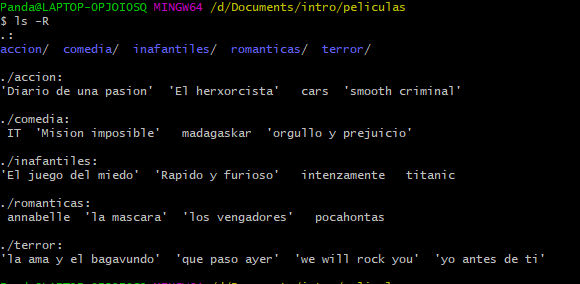 Panda@LAPTOP-OPJOIOSQ MINGW64 /d/Documents/intro/peliculas
$ ls -R
.:
accion/  comedia/  inafantiles/  romanticas/  terror/
./accion:
'Diario de una pasion'  'El herxorcista'   cars  'smooth criminal'
./comedia:
IT  'Mision imposible'   madagaskar  'orgullo y prejuicio'
./inafantiles:
'El juego del miedo'  'Rapido y furioso'   intenzamente   titanic
./romanticas:
annabelle  'la mascara'  'los vengadores'   pocahontas
./terror:
'la ama y el bagavundo'  'que paso ayer'  'we will rock you'  'yo antes de ti'